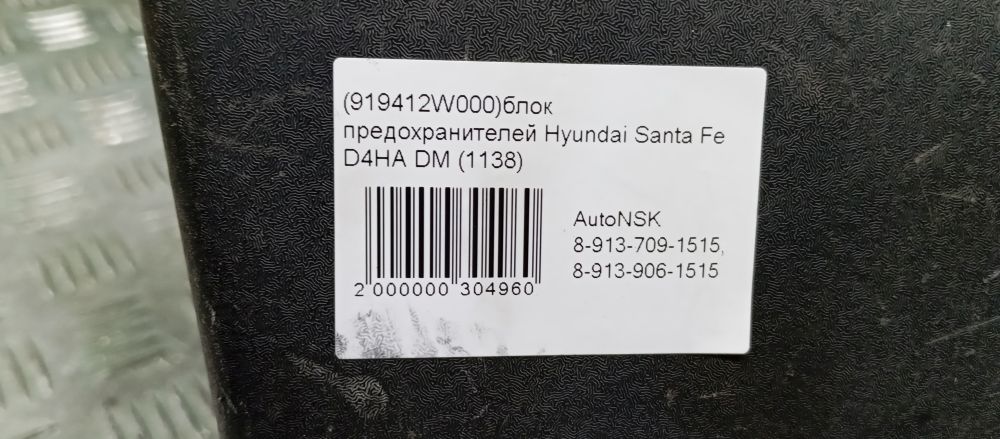 (919412W000)блок
предохранителей Hyundai Santa Fe
D4HA DM (1138)
AutoNSK
8-913-709-1515,
8-913-906-1515
2 000000 304960